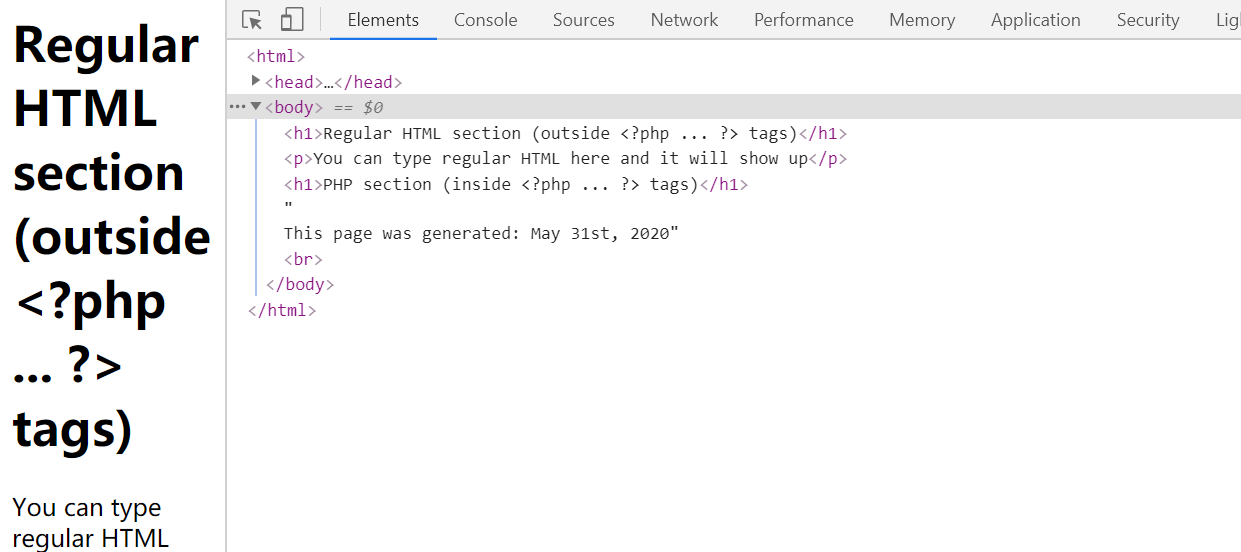 Regular
HTML
section
(outside
<?php
... ?>
tags)
You can type
regular HTML
Elements Console Sources Network Performance Memory Application Security Lig
<html>
<head>…</head>
<body> == $0
<h1>Regular HTML section (outside <?php ... ?> tags)</h1>
<p>You can type regular HTML here and it will show up</p>
<h1>PHP section (inside <?php ... ?> tags)</h1>
"
This page was generated: May 31st, 2020"
<br>
</body>
</html>